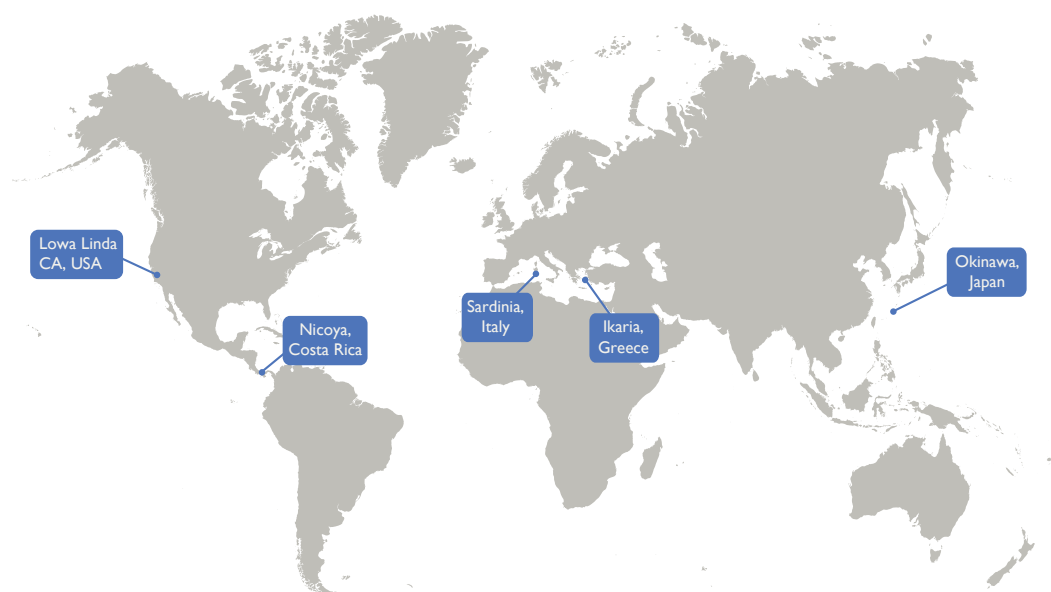 Lowa Linda
CA, USA
Nicoya,
Costa Rica
Sardinia,
Italy
Ikaria,
Greece
Okinawa,
Japan